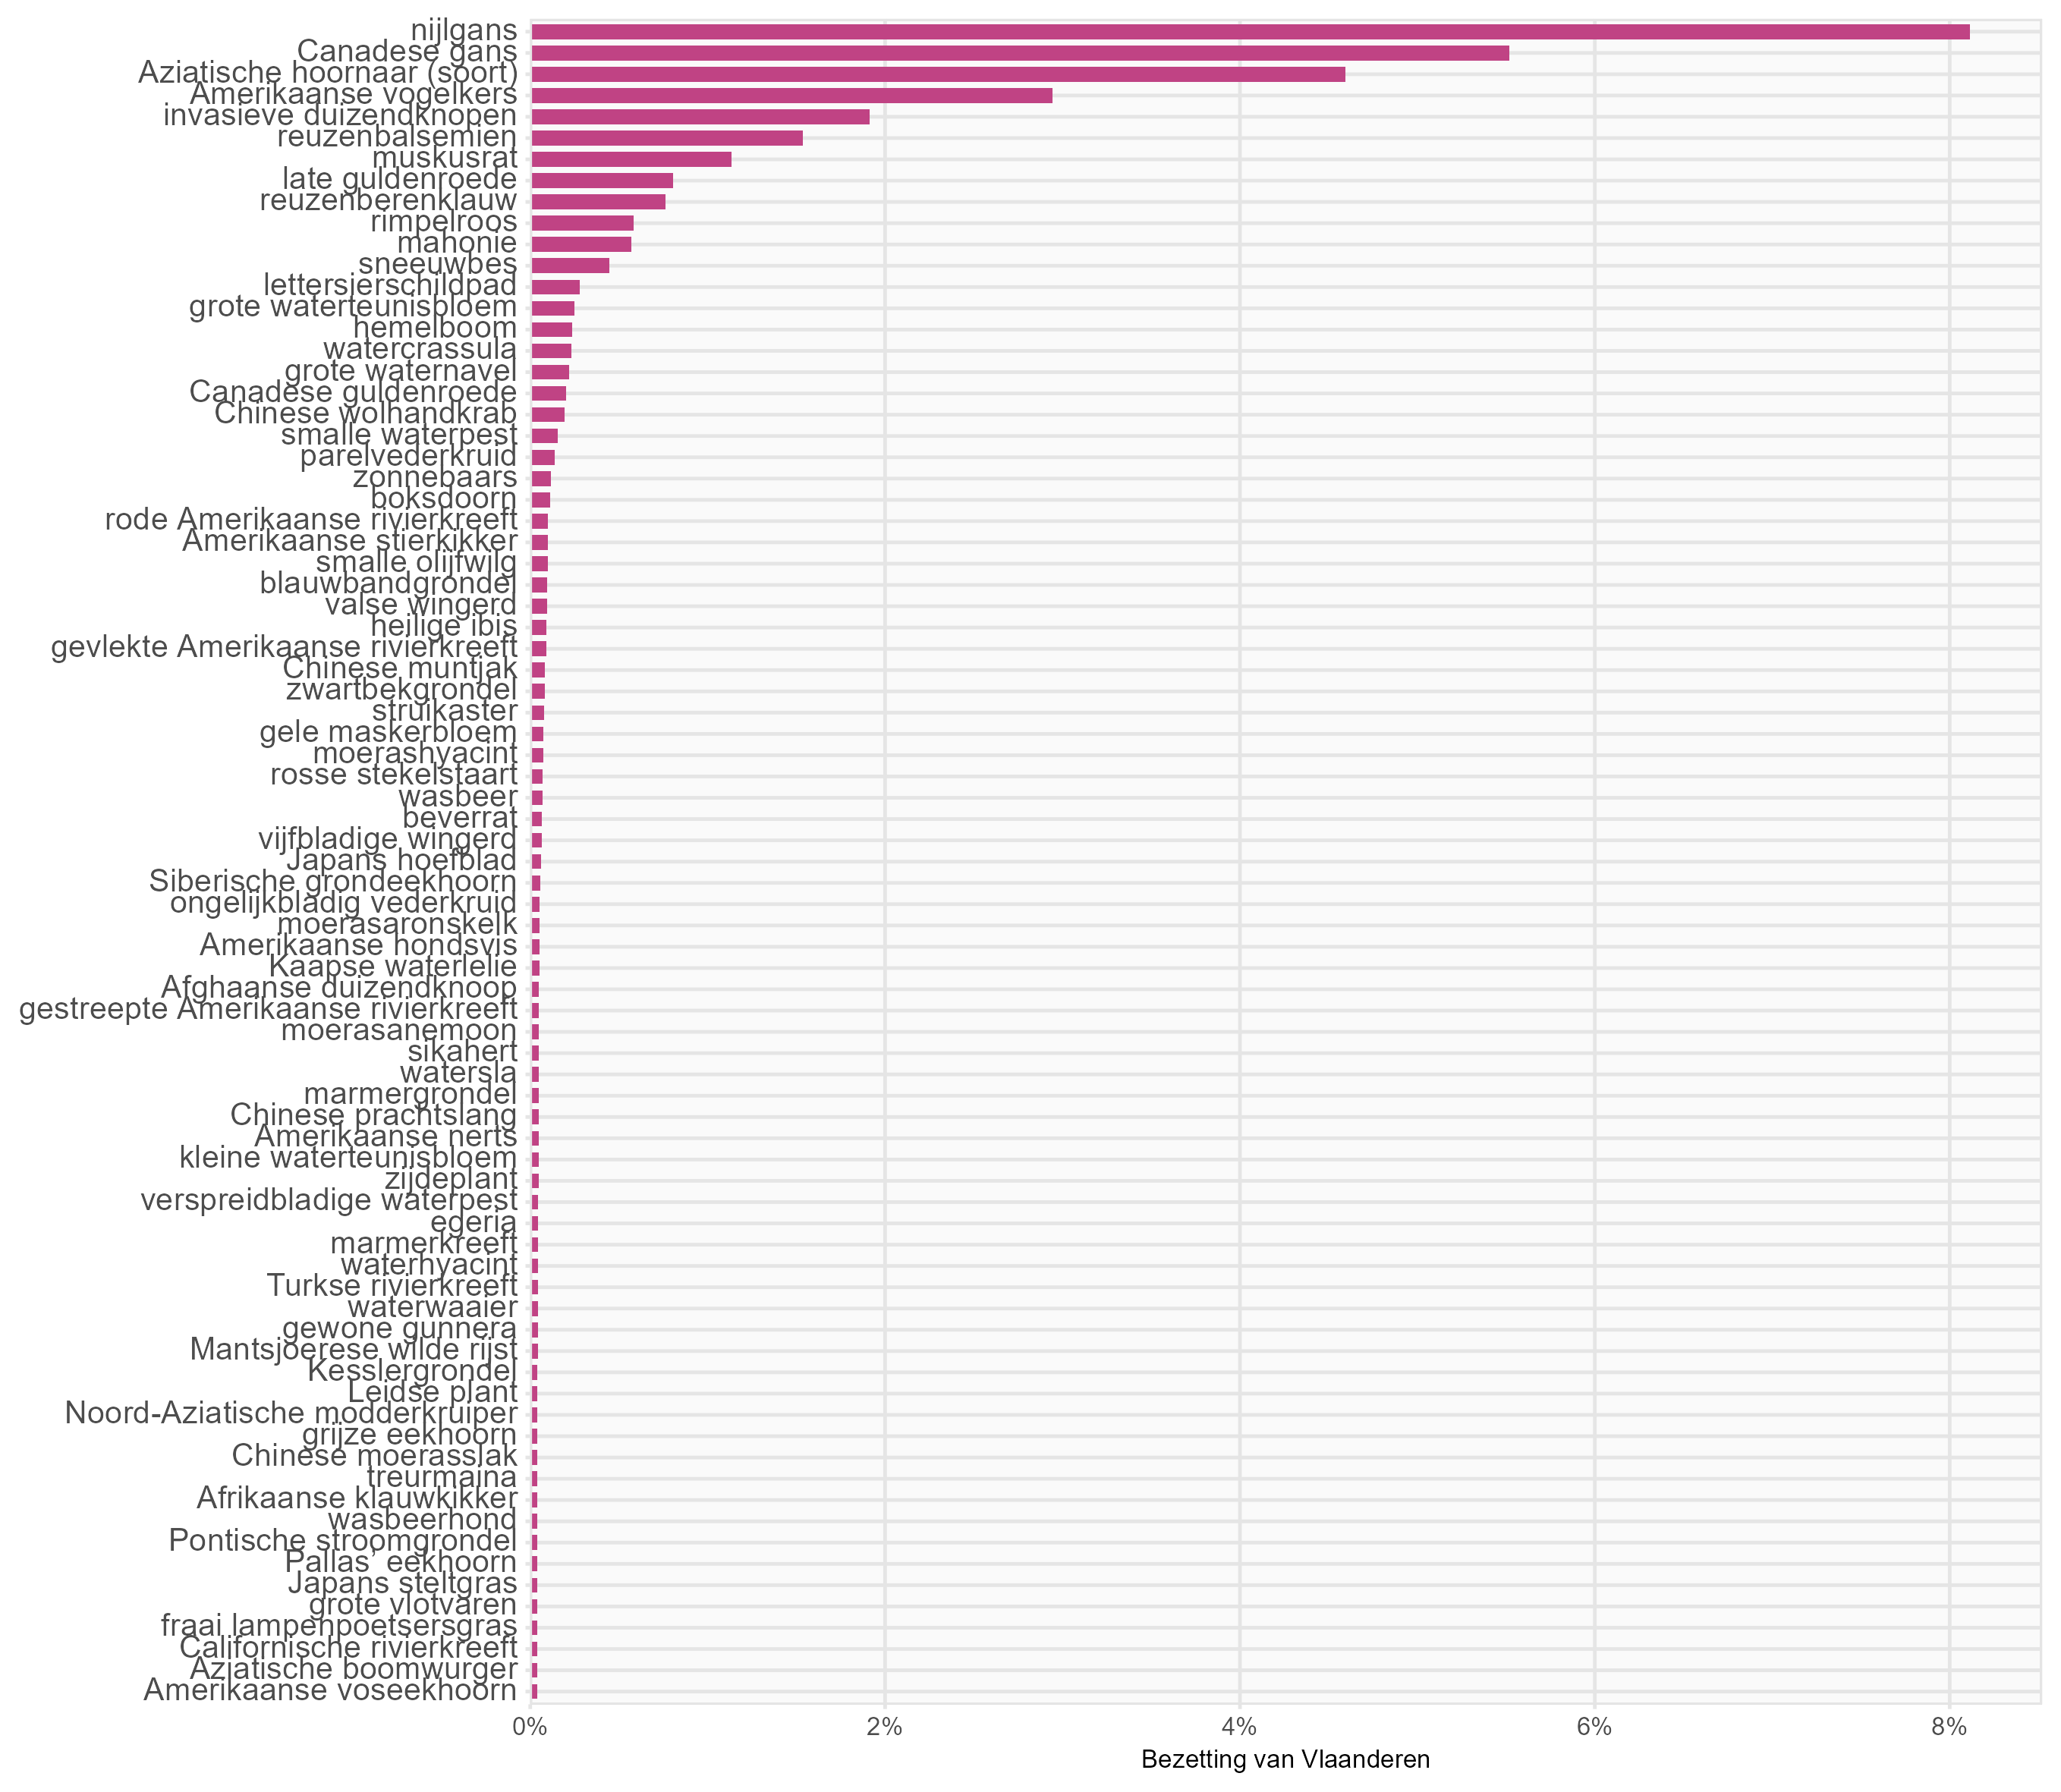 nijlgans
Canadese gans
Aziatische hoornaar (soort)
Amerikaanse vogelkers
invasieve duizendknopen
reuzenbalsemien
muskusrat
late guldenroede
reuzenberenklauw
rimpelroos
mahonie
sneeuwbes
lettersierschildpad
grote waterteunisbloem
hemelboom
watercrassula
grote waternavel
Canadese guldenroede
Chinese wolhandkrab
smalle waterpest
parelvederkruid
zonnebaars
boksdoorn
rode Amerikaanse rivierkreeft
Amerikaanse stierkikker
smalle olijfwilg
blauwbandgrondel
valse wingerd
heilige ibis
gevlekte Amerikaanse rivierkreeft
Chinese muntjak
zwartbekgrondel
struikaster
gele maskerbloem
moerashyacint
rosse stekelstaart
wasbeer
beverrat
vijfbladige wingerd
Japans hoefblad
Siberische grondeekhoorn
ongelijkbladig vederkruid
moerasaronskelk
Amerikaanse hondsvis
Kaapse waterlelie
Afghaanse duizendknoop
gestreepte Amerikaanse rivierkreeft
moerasanemoon
sikahert
watersla
marmergrondel
Chinese prachtslang
Amerikaanse nerts
kleine waterteunisbloem
zijdeplant
verspreidbladige waterpest
egeria
marmerkreeft
waterhyacint
Turkse rivierkreeft
waterwaaier
gewone gunnera
Mantsjoerese wilde rijst
Kesslergrondel
Leidse plant
Noord-Aziatische modderkruiper
grijze eekhoorn
Chinese moerasslak
treurmaina
Afrikaanse klauwkikker
wasbeerhond
Pontische stroomgrondel
Pallas’ eekhoorn
Japans steltgras
grote vlotvaren
fraai lampenpoetsersgras
Californische rivierkreeft
Aziatische boomwurger
Amerikaanse voseekhoorn
0% 2% 4% 6% 8%
Bezetting van Vlaanderen